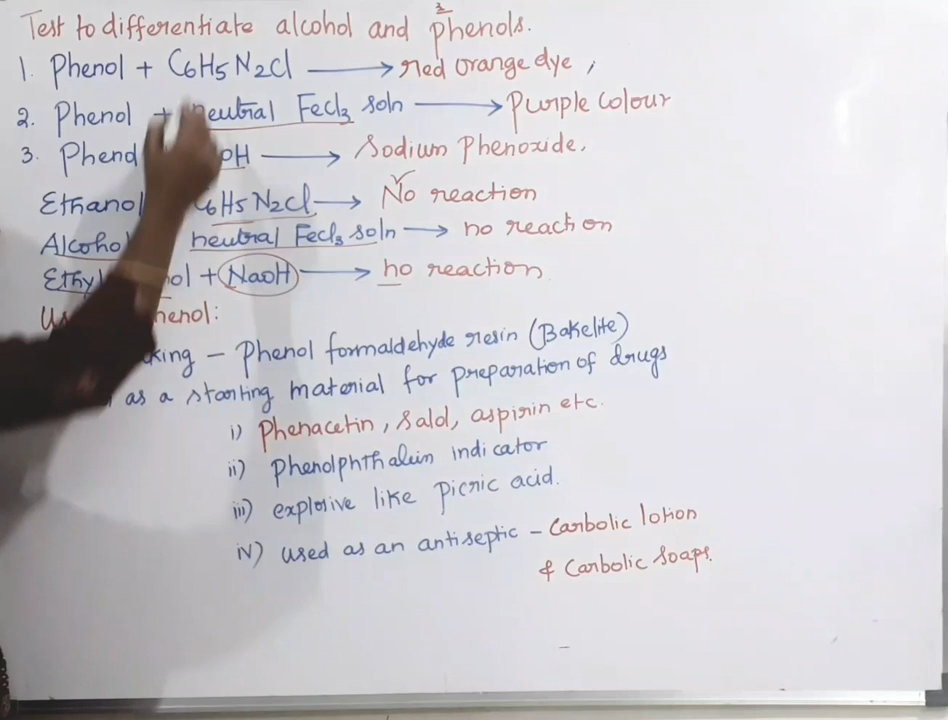 Test to differentiate alcohol and phenols.
1. Phenol + C6H5N2Cl → red orange dye,
2. Phenol + neutral FeCl3 soln → Purple colour
3. Phenol OH → Sodium Phenoxide.
Ethanol C6H5N2Cl → No reaction
Alcohol neutral FeCl3 soln → no reaction
Ethyl ol + NaOH → no reaction
henol:
king - Phenol formaldehyde resin (Bakelite)
as a starting material for preparation of drugs
i) Phenacetin, salol, aspirin etc.
ii) Phenolphthalein indicator
iii) explosive like Picric acid.
iv) used as an antiseptic - Carbolic lotion
& Carbolic soaps.